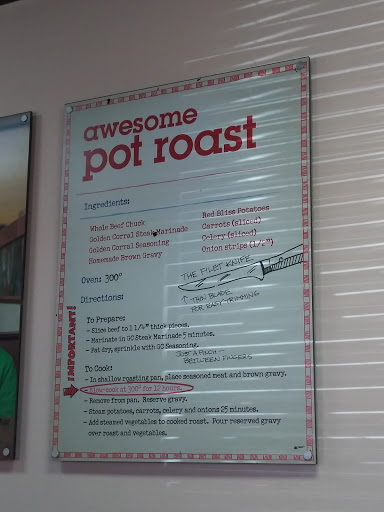 awesome
pot roast
Ingredients:
Whole Beef Chuck
Golden Corral Steak Marinade
Golden Corral Seasoning
Homemade Brown Gravy
Red Bliss Potatoes
Carrots (sliced)
Celery (sliced)
Onion strips (1/2")
Oven: 300°
THE FILET KNIFE
↑ THIN BLADE
FOR EASY TRIMMING
Directions:
To Prepare:
- Slice beef to 1 1/4" thick pieces.
- Marinate in GC Steak Marinade 5 minutes.
- Pat dry, sprinkle with GC Seasoning.
JUST A PINCH
BETWEEN FINGERS
IMPORTANT!
To Cook:
- In shallow roasting pan, place seasoned meat and brown gravy.
- Slow-cook at 300° for 12 hours.
- Remove from pan. Reserve gravy.
- Steam potatoes, carrots, celery and onions 25 minutes.
- Add steamed vegetables to cooked roast. Pour reserved gravy
over roast and vegetables.